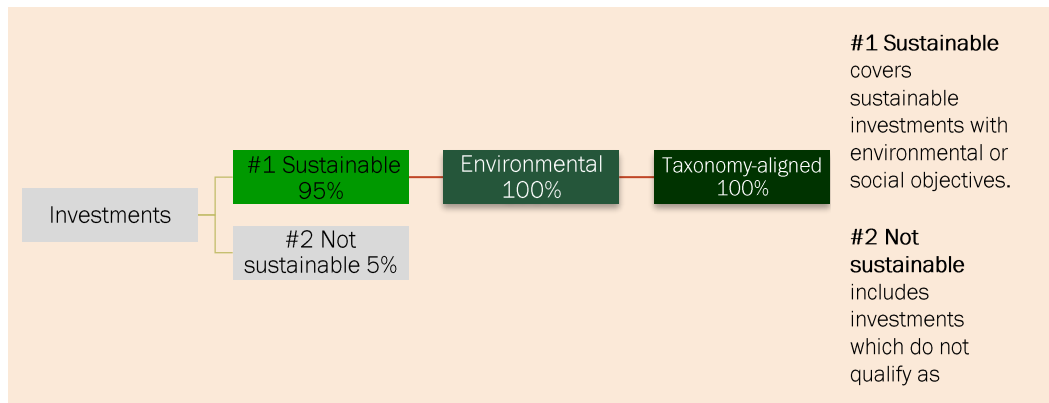 Investments
#1 Sustainable
95%
#2 Not
sustainable 5%
Environmental
100%
Taxonomy-aligned
100%
#1 Sustainable
covers
sustainable
investments with
environmental or
social objectives.
#2 Not
sustainable
includes
investments
which do not
qualify as